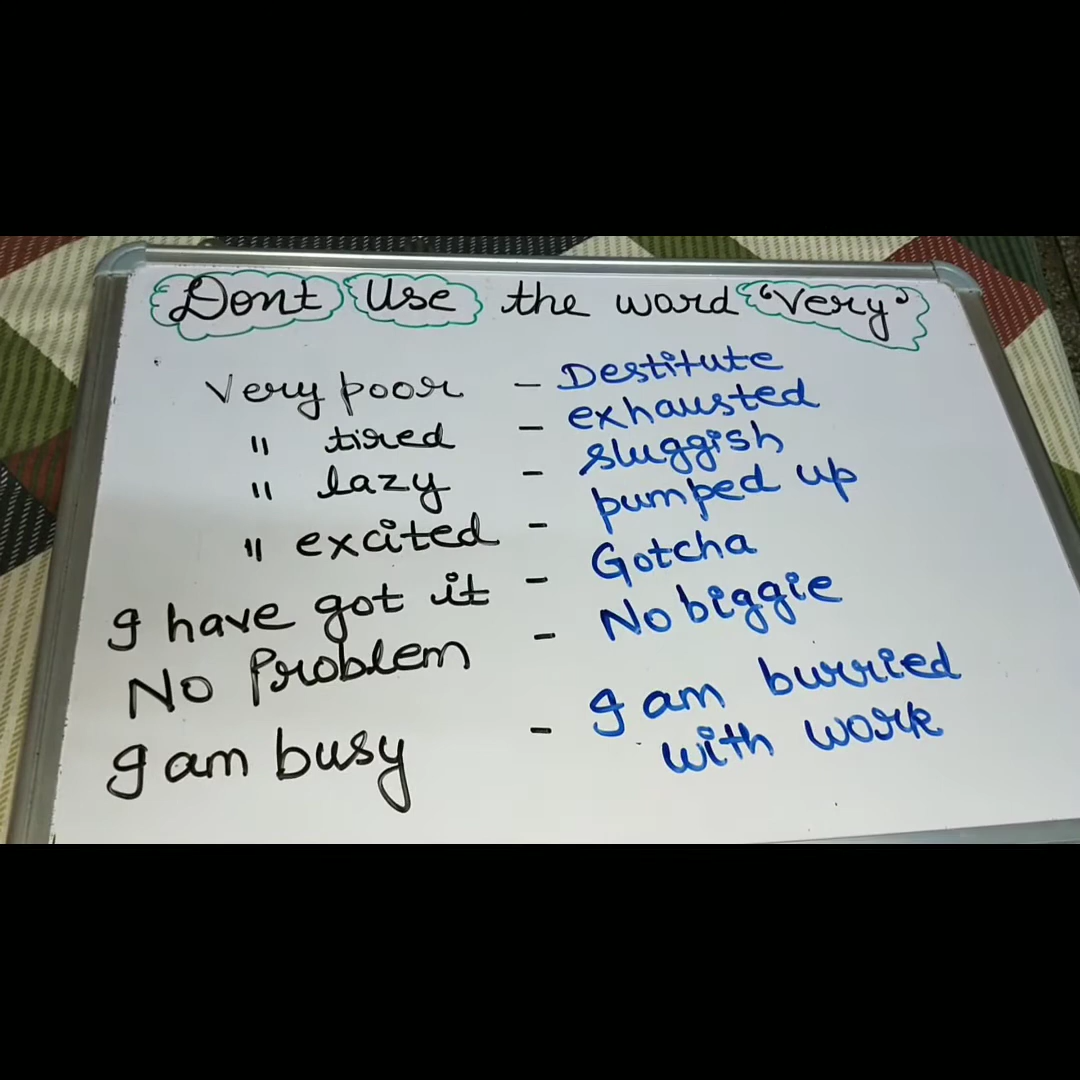 Dont Use the word "Very"
Very poor - Destitute
" tired - exhausted
" lazy - sluggish
" excited - pumped up
I have got it - Gotcha
No Problem - No biggie
I am busy - I am burried
with work